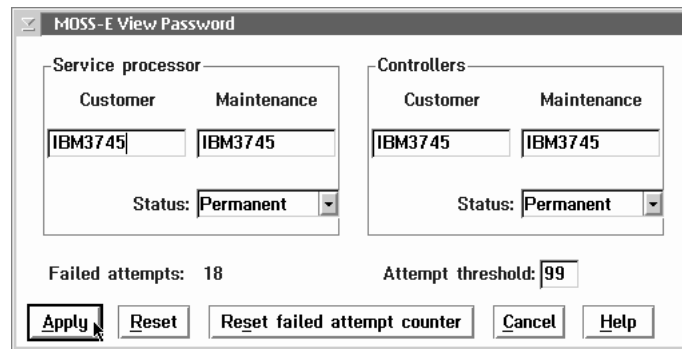 MOSS-E View Password
Service processor Controllers
Customer Maintenance Customer Maintenance
IBM3745 IBM3745 IBM3745 IBM3745
Status: Permanent Status: Permanent
Failed attempts: 18 Attempt threshold: 99
Apply Reset Reset failed attempt counter Cancel Help